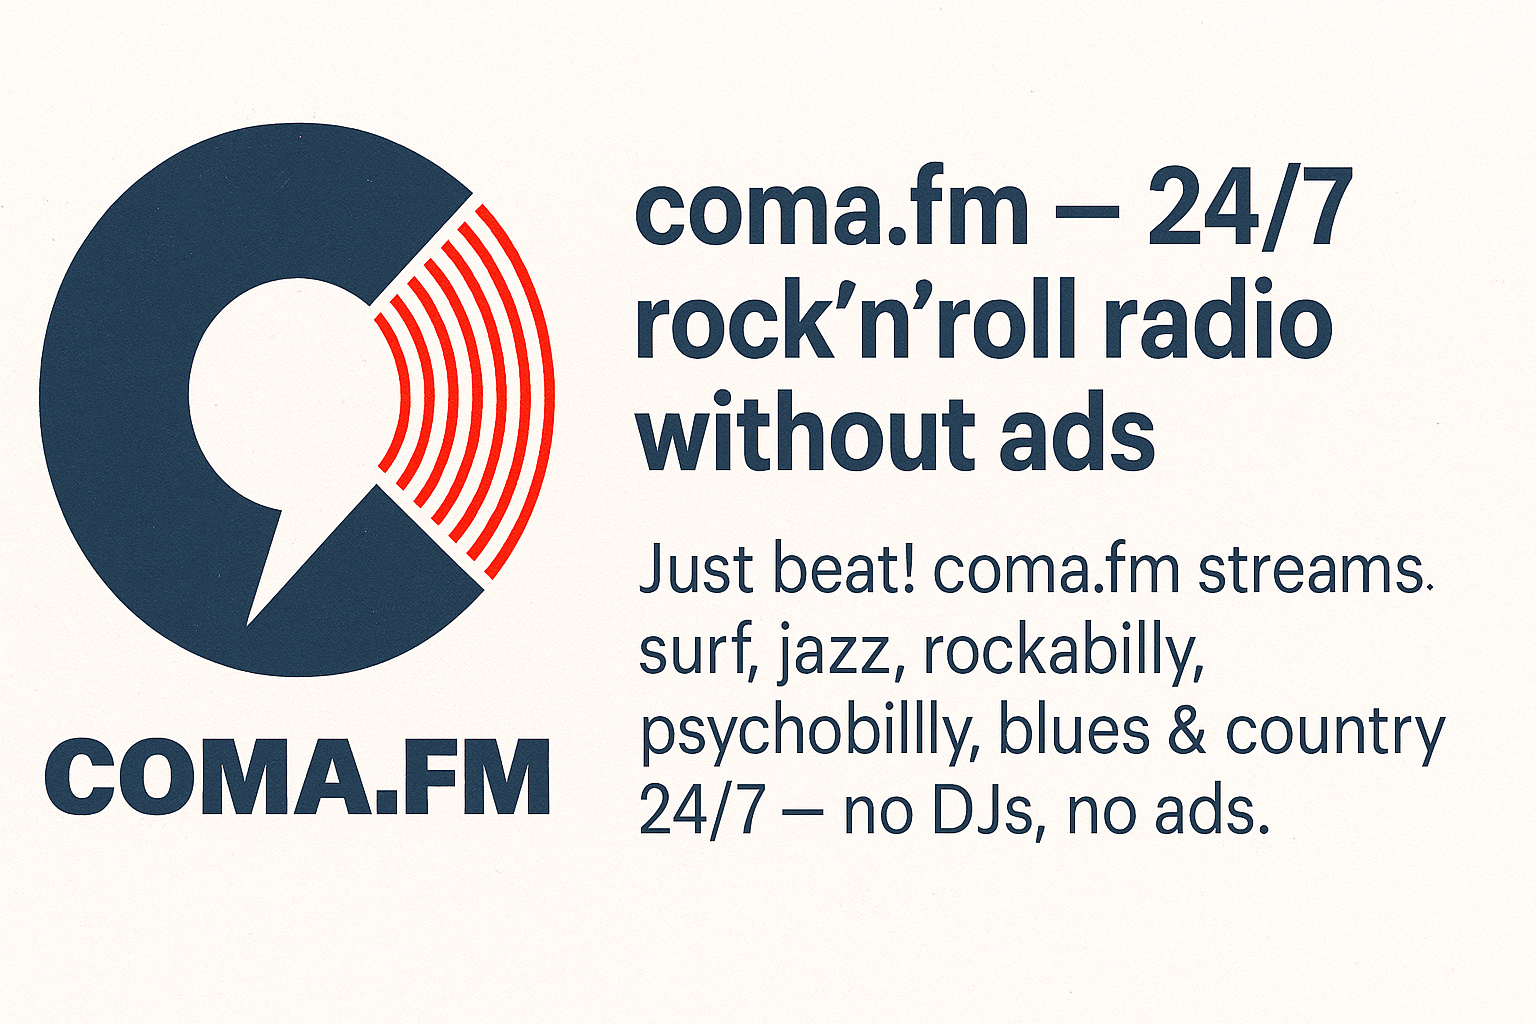 coma.fm — 24/7
rock’n’roll radio
without ads
Just beat! coma.fm streams.
surf, jazz, rockabilly,
psychobillly, blues & country
24/7 — no DJs, no ads.
COMA.FM